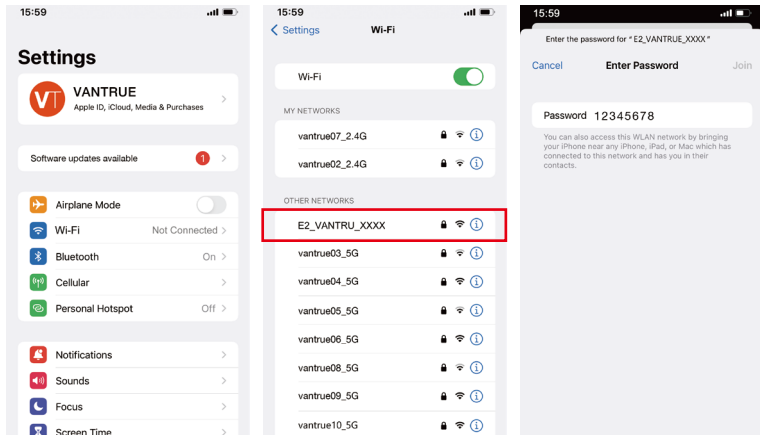 15:59
Settings
VT
VANTRUE
Apple ID, iCloud, Media & Purchases
Software updates available
1
Airplane Mode
Wi-Fi Not Connected
Bluetooth On
Cellular
Personal Hotspot Off
Notifications
Sounds
Focus
Screen Time
15:59
Settings Wi-Fi
Wi-Fi
MY NETWORKS
vantrue07_2.4G
vantrue02_2.4G
OTHER NETWORKS
E2_VANTRU_XXXX
vantrue03_5G
vantrue04_5G
vantrue05_5G
vantrue06_5G
vantrue08_5G
vantrue09_5G
vantrue10_5G
15:59
Enter the password for “ E2_VANTRUE_XXXX ”
Cancel Enter Password Join
Password 12345678
You can also access this WLAN network by bringing
your iPhone near any iPhone, iPad, or Mac which has
connected to this network and has you in their
contacts.